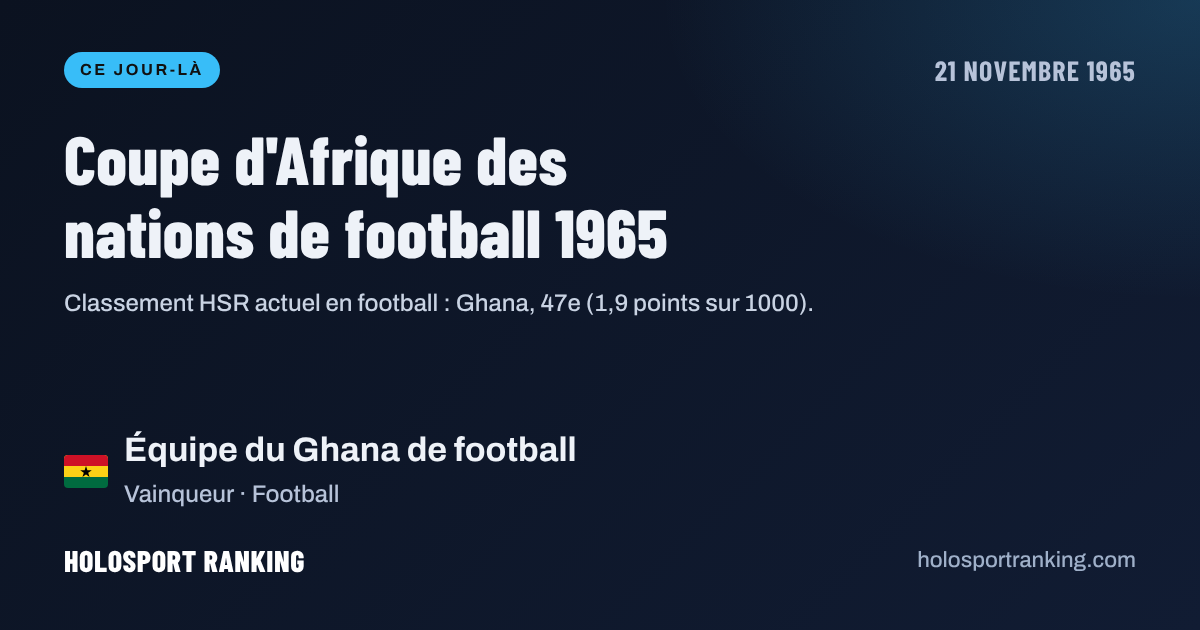 CE JOUR-LÀ
21 NOVEMBRE 1965
Coupe d'Afrique des
nations de football 1965
Classement HSR actuel en football : Ghana, 47e (1,9 points sur 1000).
Équipe du Ghana de football
Vainqueur · Football
HOLOSPORT RANKING
holosportranking.com